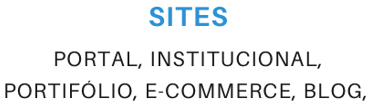 SITES
PORTAL, INSTITUCIONAL,
PORTIFÓLIO, E-COMMERCE, BLOG,